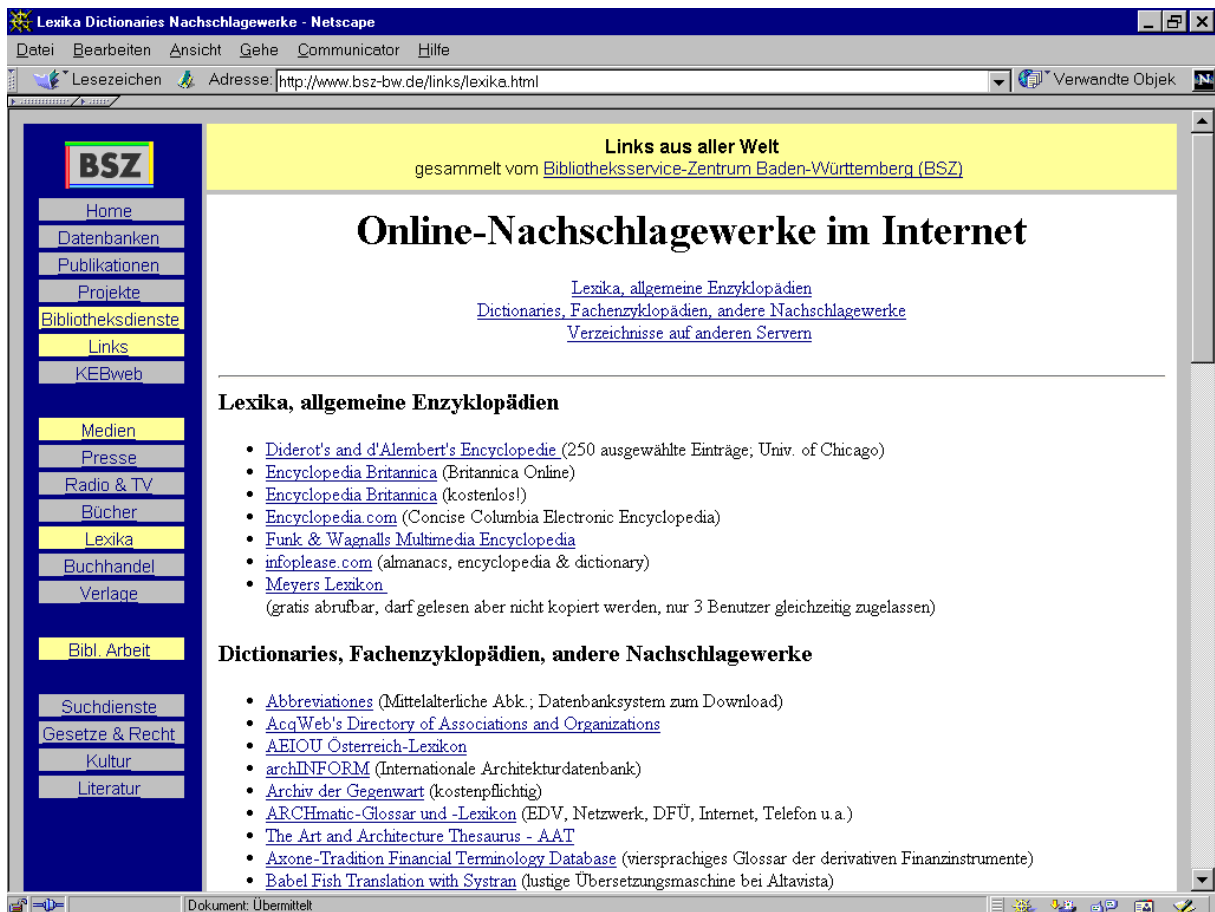 Lexika Dictionaries Nachschlagewerke - Netscape
Datei Bearbeiten Ansicht Gehe Communicator Hilfe
Lesezeichen Adresse: http://www.bsz-bw.de/links/lexika.html Verwandte Objek N
BSZ
Home
Datenbanken
Publikationen
Projekte
Bibliotheksdienste
Links
KEBweb
Medien
Presse
Radio & TV
Bücher
Lexika
Buchhandel
Verlage
Bibl. Arbeit
Suchdienste
Gesetze & Recht
Kultur
Literatur
Links aus aller Welt
gesammelt vom Bibliotheksservice-Zentrum Baden-Württemberg (BSZ)
Online-Nachschlagewerke im Internet
Lexika, allgemeine Enzyklopädien
Dictionaries, Fachenzyklopädien, andere Nachschlagewerke
Verzeichnisse auf anderen Servern
Lexika, allgemeine Enzyklopädien
• Diderot's and d'Alembert's Encyclopedie (250 ausgewählte Einträge; Univ. of Chicago)
• Encyclopedia Britannica (Britannica Online)
• Encyclopedia Britannica (kostenlos!)
• Encyclopedia.com (Concise Columbia Electronic Encyclopedia)
• Funk & Wagnalls Multimedia Encyclopedia
• infoplease.com (almanacs, encyclopedia & dictionary)
• Meyers Lexikon
(gratis abrufbar, darf gelesen aber nicht kopiert werden, nur 3 Benutzer gleichzeitig zugelassen)
Dictionaries, Fachenzyklopädien, andere Nachschlagewerke
• Abbreviationes (Mittelalterliche Abk.; Datenbanksystem zum Download)
• AcqWeb's Directory of Associations and Organizations
• AEIOU Österreich-Lexikon
• archINFORM (Internationale Architekturdatenbank)
• Archiv der Gegenwart (kostenpflichtig)
• ARCHmatic-Glossar und -Lexikon (EDV, Netzwerk, DFÜ, Internet, Telefon u.a.)
• The Art and Architecture Thesaurus - AAT
• Axone-Tradition Financial Terminology Database (viersprachiges Glossar der derivativen Finanzinstrumente)
• Babel Fish Translation with Systran (lustige Übersetzungsmaschine bei Altavista)
Dokument: Übermittelt